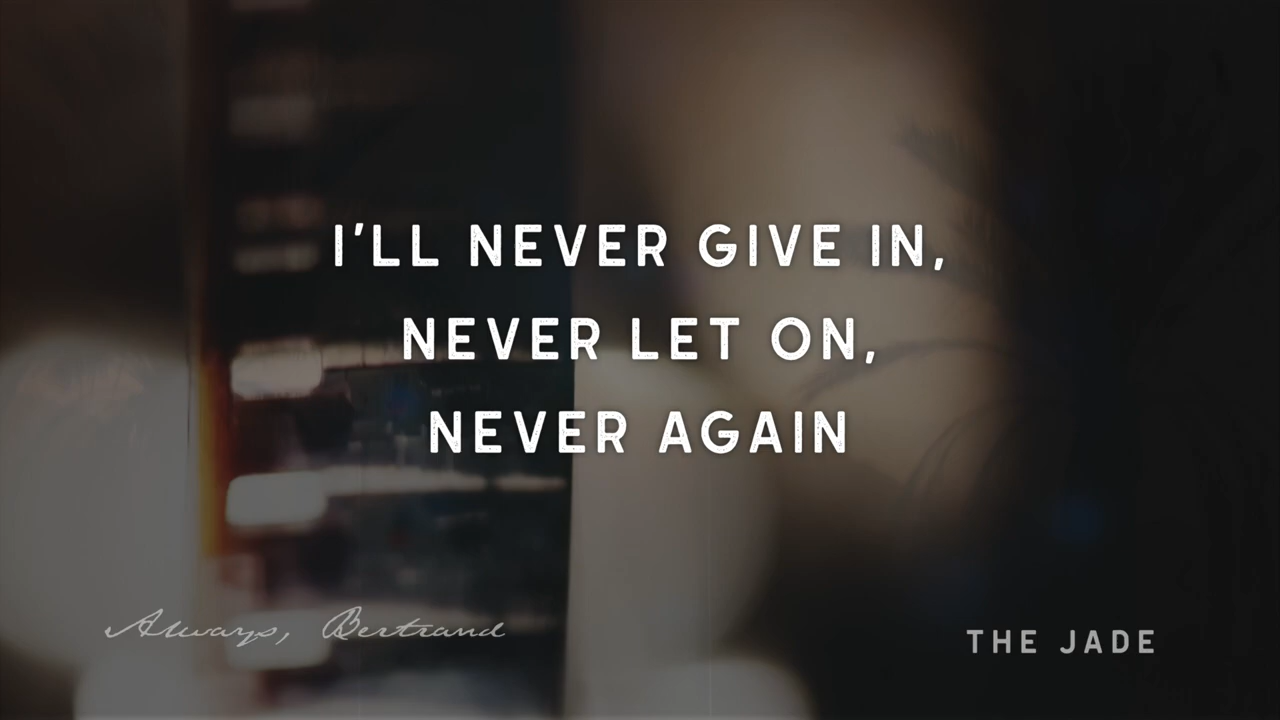 I'LL NEVER GIVE IN,
NEVER LET ON,
NEVER AGAIN
Always, Bertrand
THE JADE